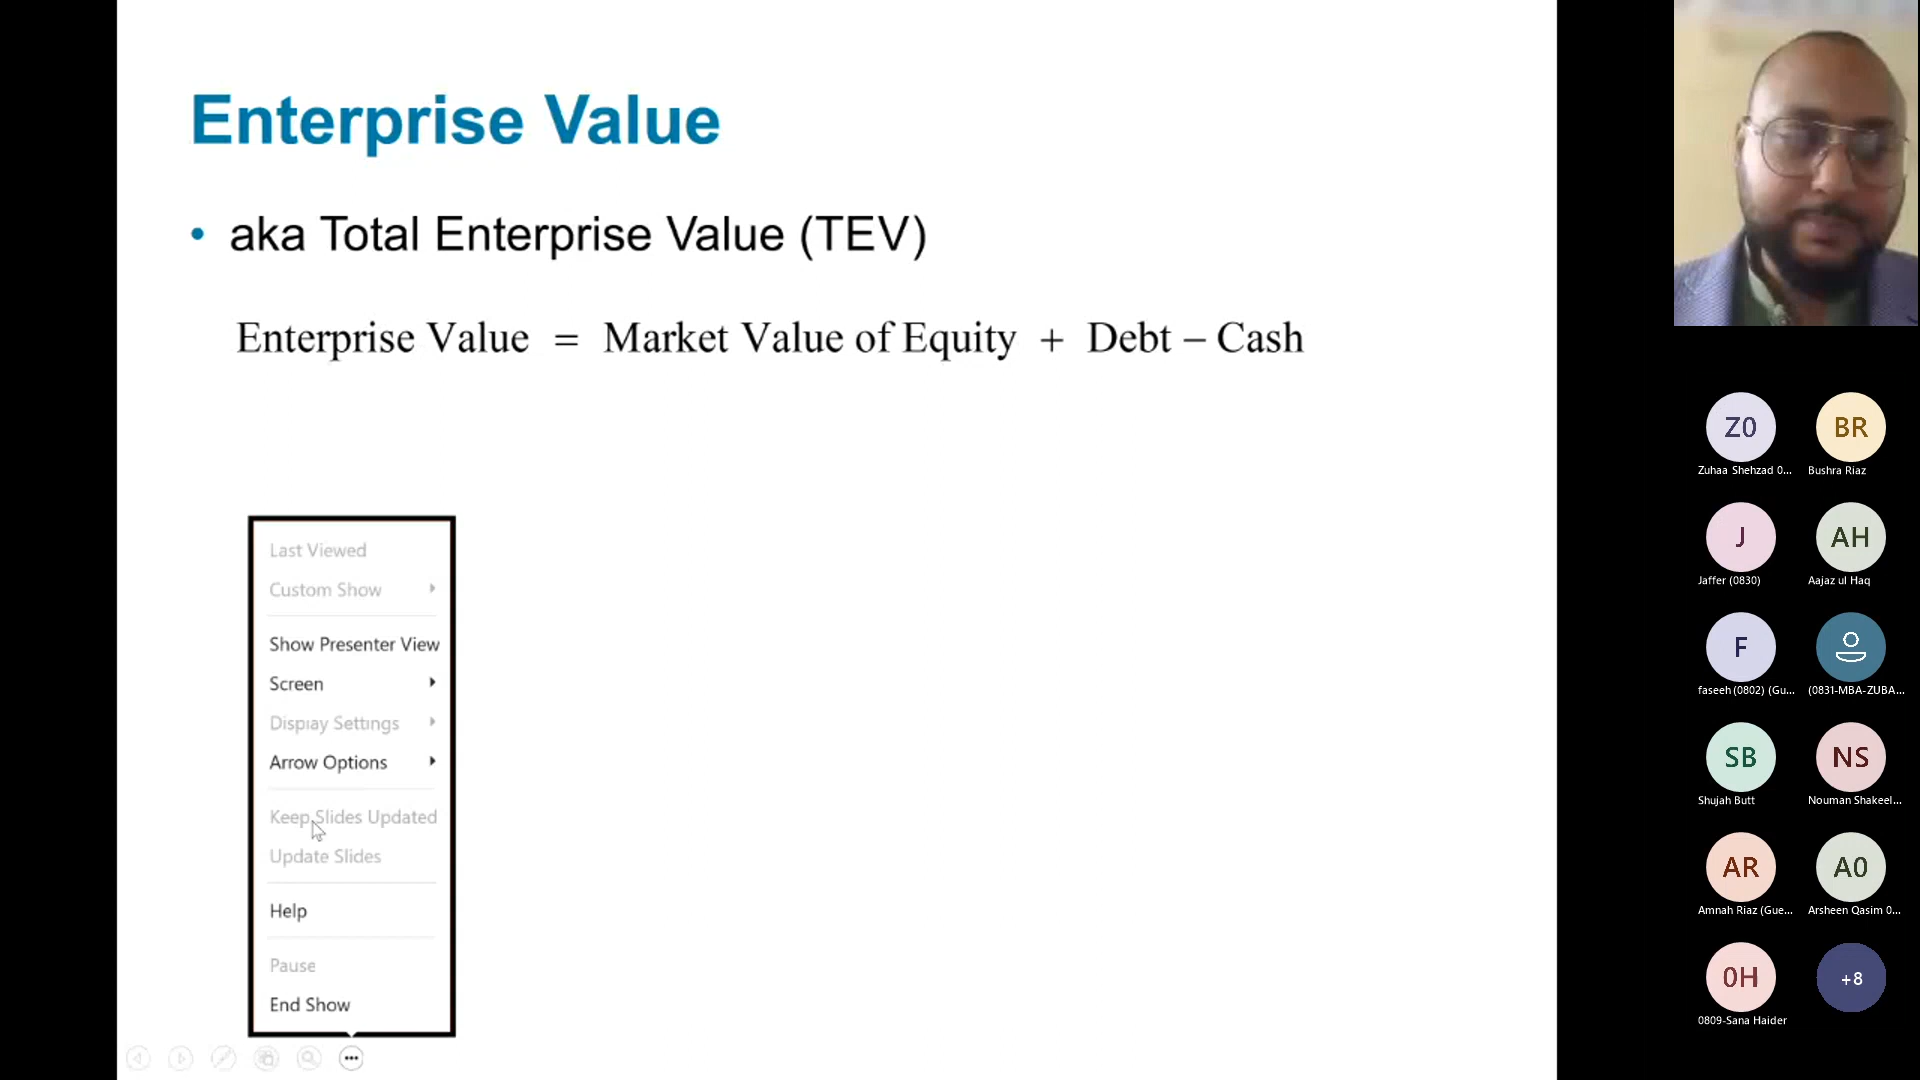 Enterprise Value
• aka Total Enterprise Value (TEV)
Enterprise Value = Market Value of Equity + Debt – Cash
Last Viewed
Custom Show
Show Presenter View
Screen
Display Settings
Arrow Options
Keep Slides Updated
Update Slides
Help
Pause
End Show
Z0 BR
Zuhaa Shehzad 0... Bushra Riaz
J AH
Jaffer (0830) Aajaz ul Haq
F
faseeh (0802) (Gu... (0831-MBA-ZUBA...
SB NS
Shujah Butt Nouman Shakeel...
AR A0
Amnah Riaz (Gue... Arsheen Qasim 0...
0H +8
0809-Sana Haider